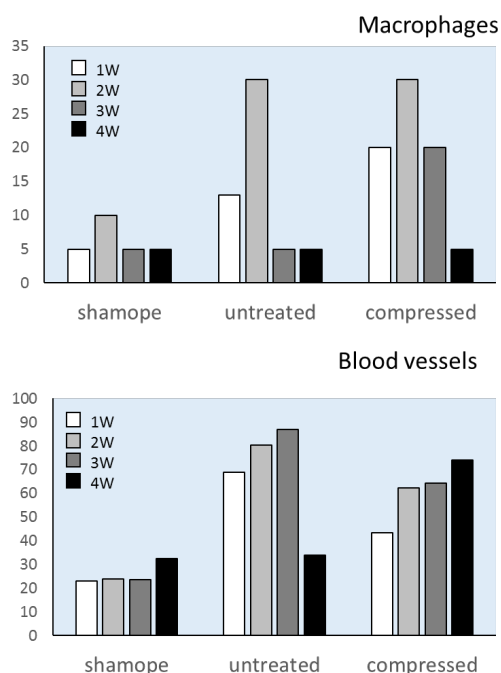 Macrophages
35
30
25
20
15
10
5
0
1W
2W
3W
4W
shamope
untreated
compressed
Blood vessels
100
90
80
70
60
50
40
30
20
10
0
1W
2W
3W
4W
shamope
untreated
compressed